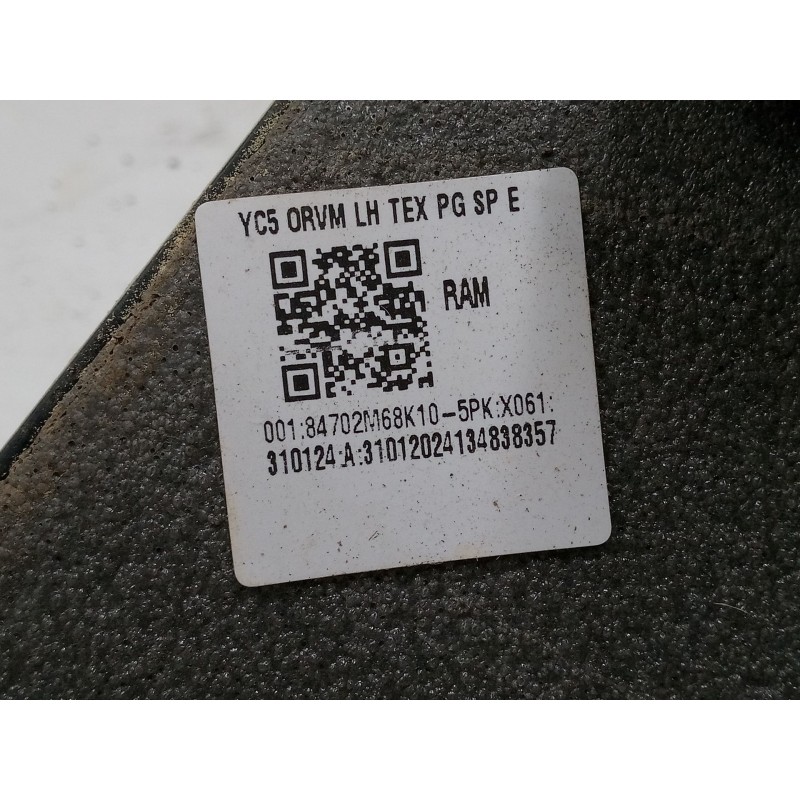 YC5 ORVM LH TEX PG SP E
RAM
001:84702M68K10-5PK:X061:
310124:A:31012024134838357